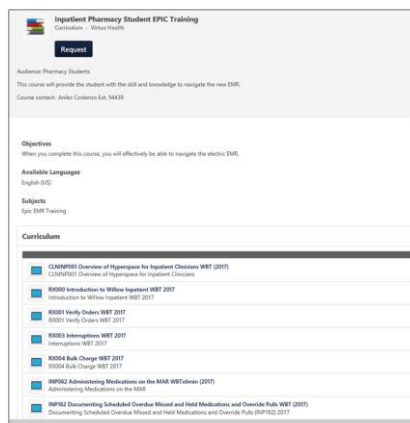 Inpatient Pharmacy Student EPIC Training
Curriculum - Virtua Health
Request
Audience: Pharmacy Students
This course will provide the student with the skill and knowledge to navigate the new EMR.
Course contact: Aniko Costanzo Ext. 54439
Objectives
When you complete this course, you will effectively be able to navigate the electric EMR.
Available Languages
English (US)
Subjects
Epic EMR Training
Curriculum
CLNINP001 Overview of Hyperspace for Inpatient Clinicians WBT (2017)
CLNINP001 Overview of Hyperspace for Inpatient Clinicians
RX000 Introduction to Willow Inpatient WBT 2017
Introduction to Willow Inpatient WBT 2017
RX001 Verify Orders WBT 2017
RX001 Verify Orders WBT 2017
RX003 Interruptions WBT 2017
Interruptions WBT 2017
RX004 Bulk Charge WBT 2017
RX004 Bulk Charge WBT 2017
INP062 Administering Medications on the MAR WBTelimin (2017)
Administering Medications on the MAR
INP162 Documenting Scheduled Overdue Missed and Held Medications and Override Pulls WBT (2017)
Documenting Scheduled Overdue Missed and Held Medications and Override Pulls (INP162) 2017